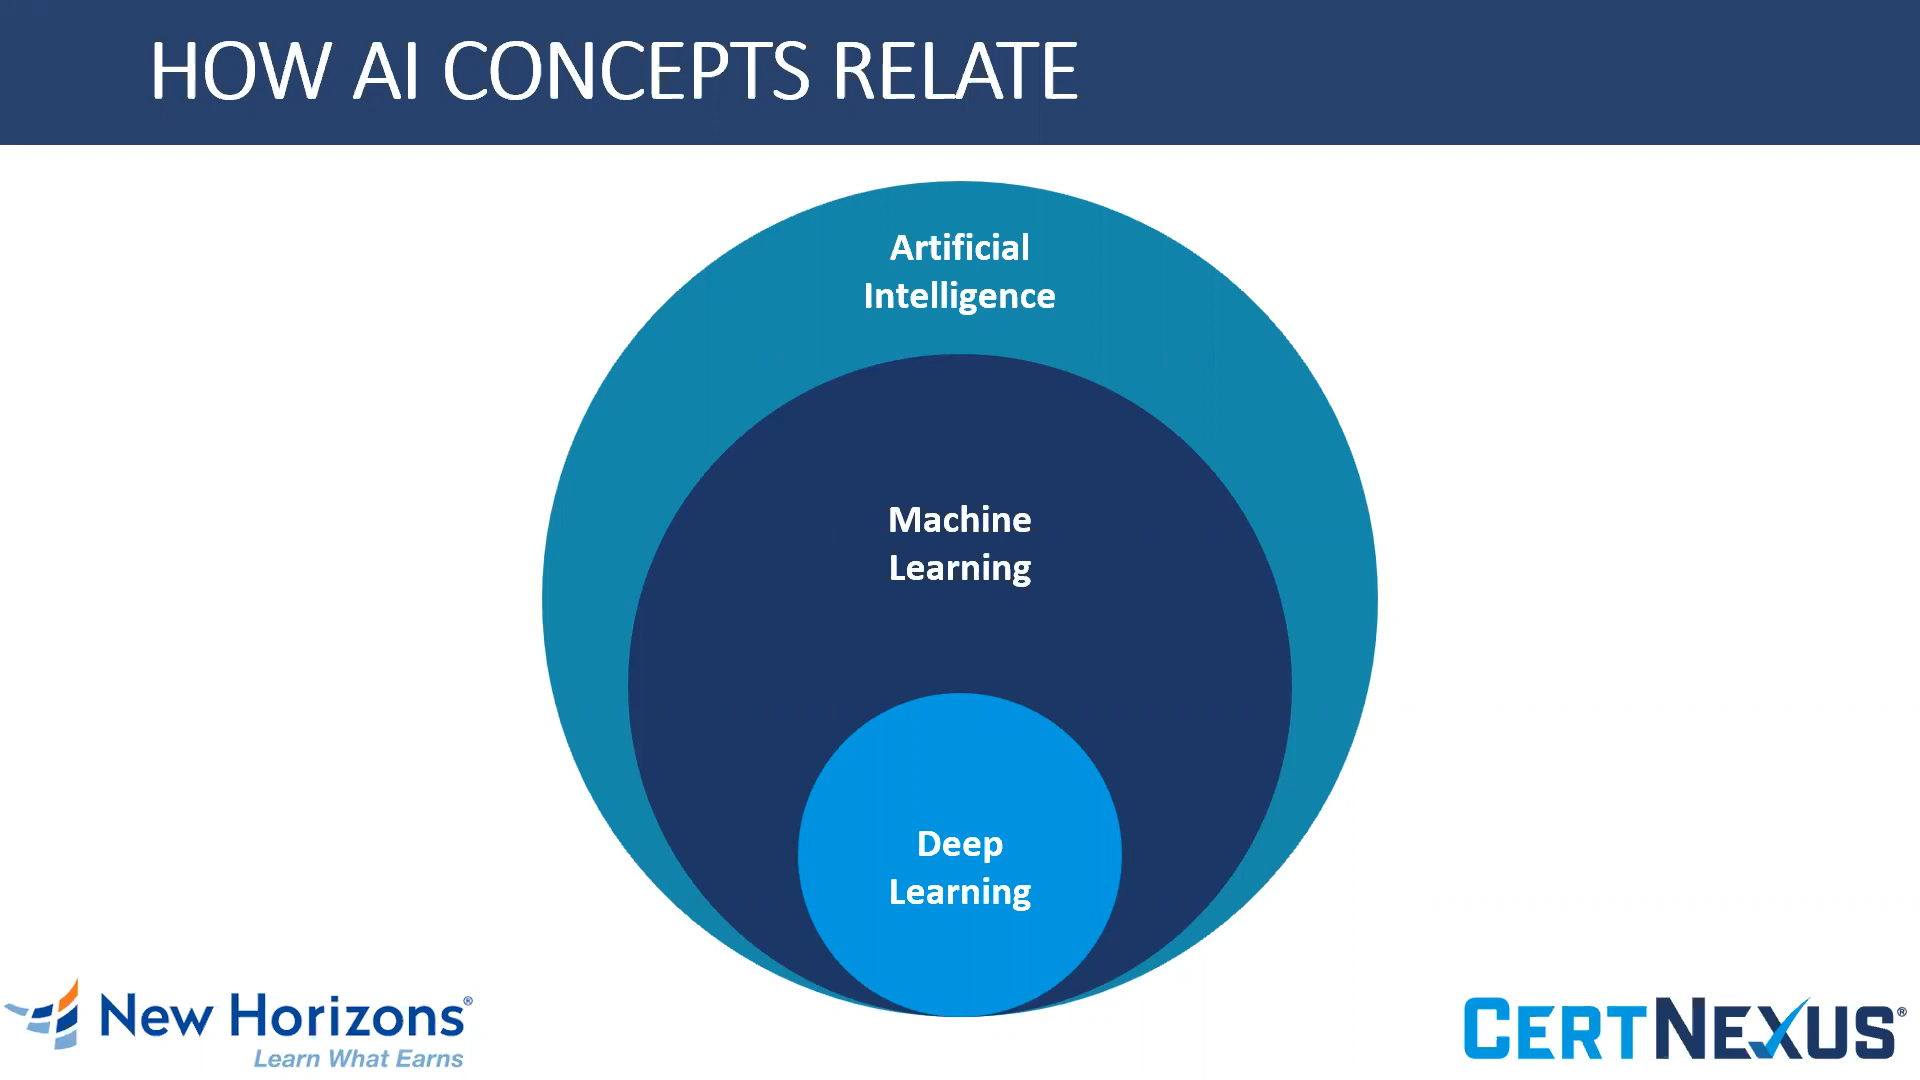 HOW AI CONCEPTS RELATE
Artificial
Intelligence
Machine
Learning
Deep
Learning
New Horizons®
Learn What Earns
CERTNEXUS®